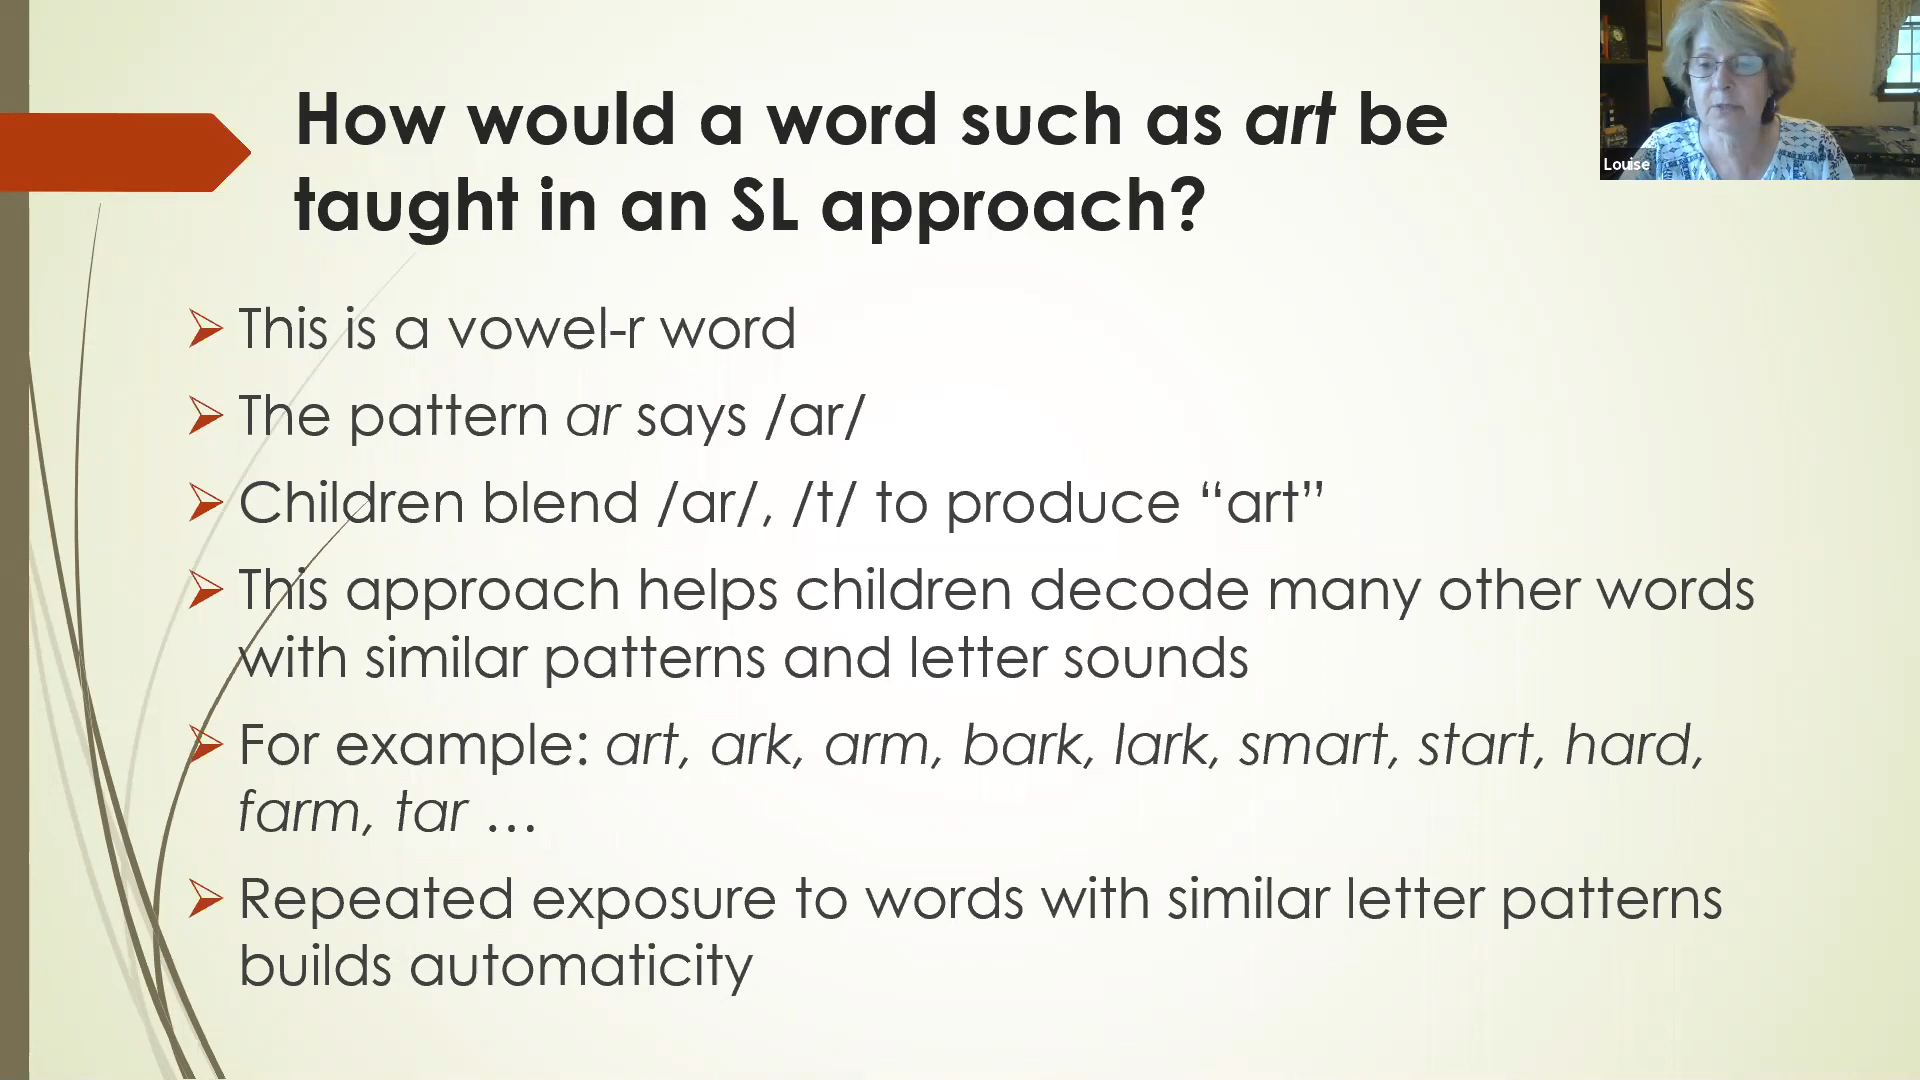 How would a word such as art be
taught in an SL approach?
This is a vowel-r word
The pattern ar says /ar/
Children blend /ar/, /t/ to produce “art”
This approach helps children decode many other words
with similar patterns and letter sounds
For example: art, ark, arm, bark, lark, smart, start, hard,
farm, tar …
Repeated exposure to words with similar letter patterns
builds automaticity
Louise